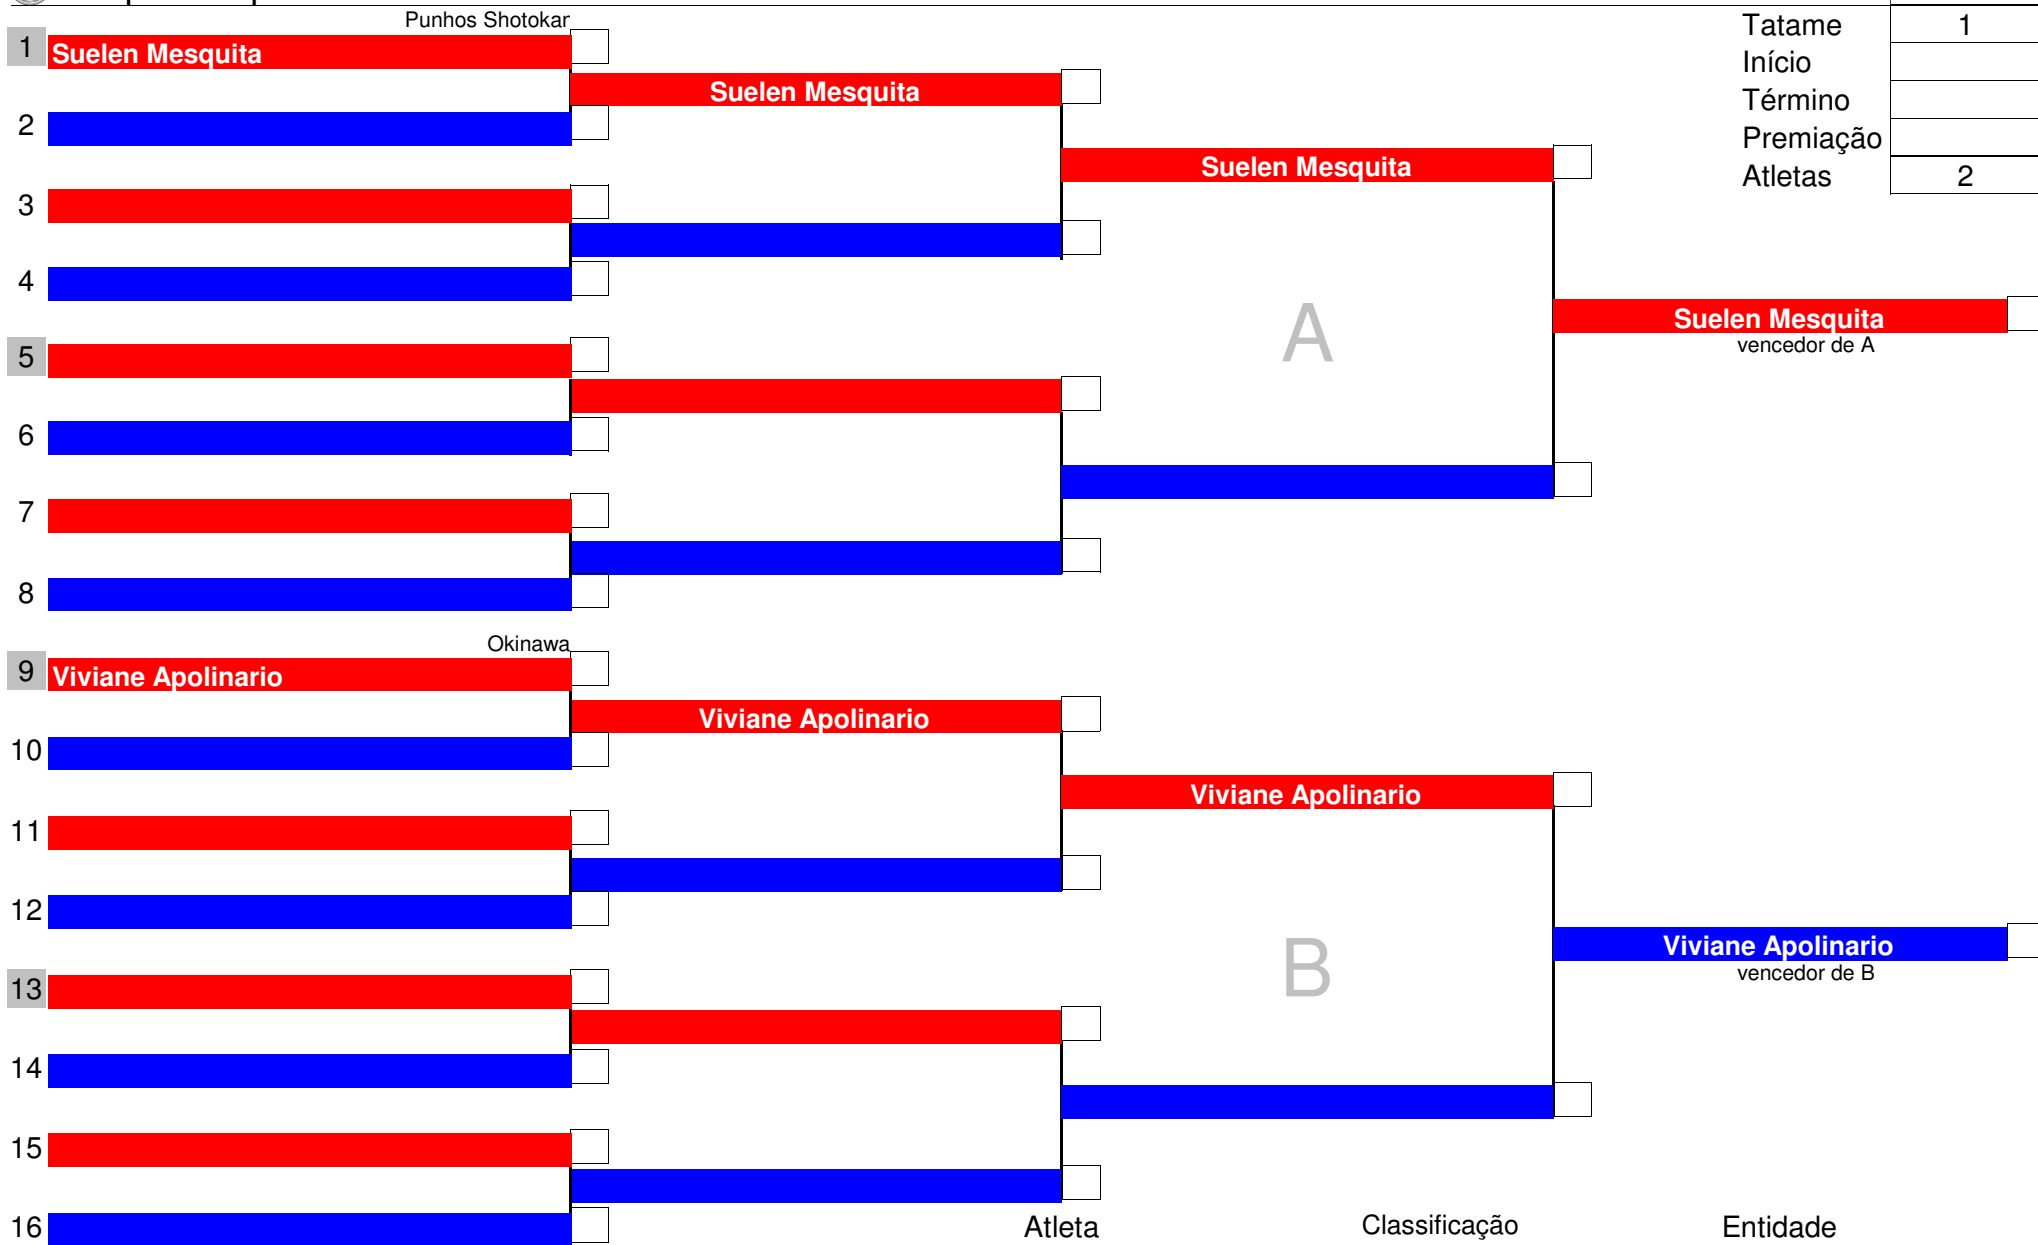 Punhos Shotokar
Tatame 1
1 Suelen Mesquita
Início
Suelen Mesquita
Término
2
Premiação
Suelen Mesquita
Atletas 2
3
4
A
Suelen Mesquita
vencedor de A
5
6
7
8
Okinawa
9 Viviane Apolinario
Viviane Apolinario
10
Viviane Apolinario
11
12
B
Viviane Apolinario
vencedor de B
13
14
15
16
Atleta Classificação Entidade